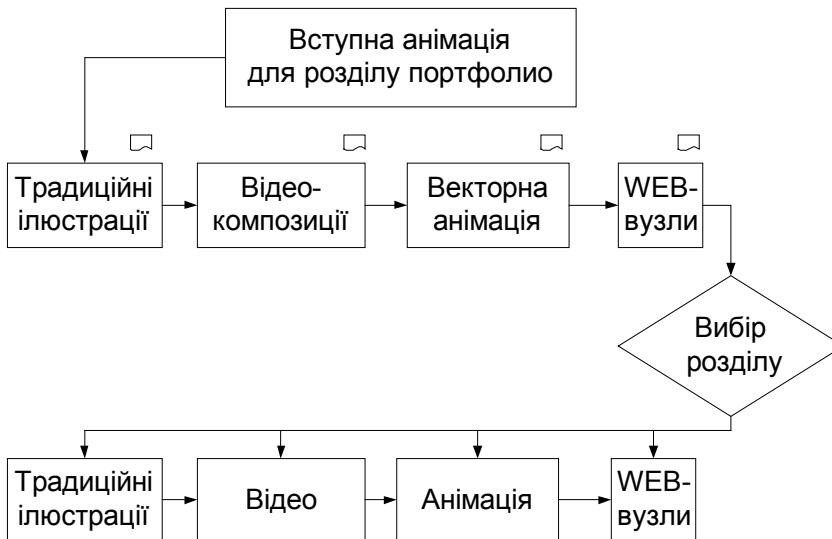 Вступна анімація
для розділу портфолио
Традиційні
ілюстрації
Відео-
композиції
Векторна
анімація
WEB-
вузли
Вибір
розділу
Традиційні
ілюстрації
Відео
Анімація
WEB-
вузли